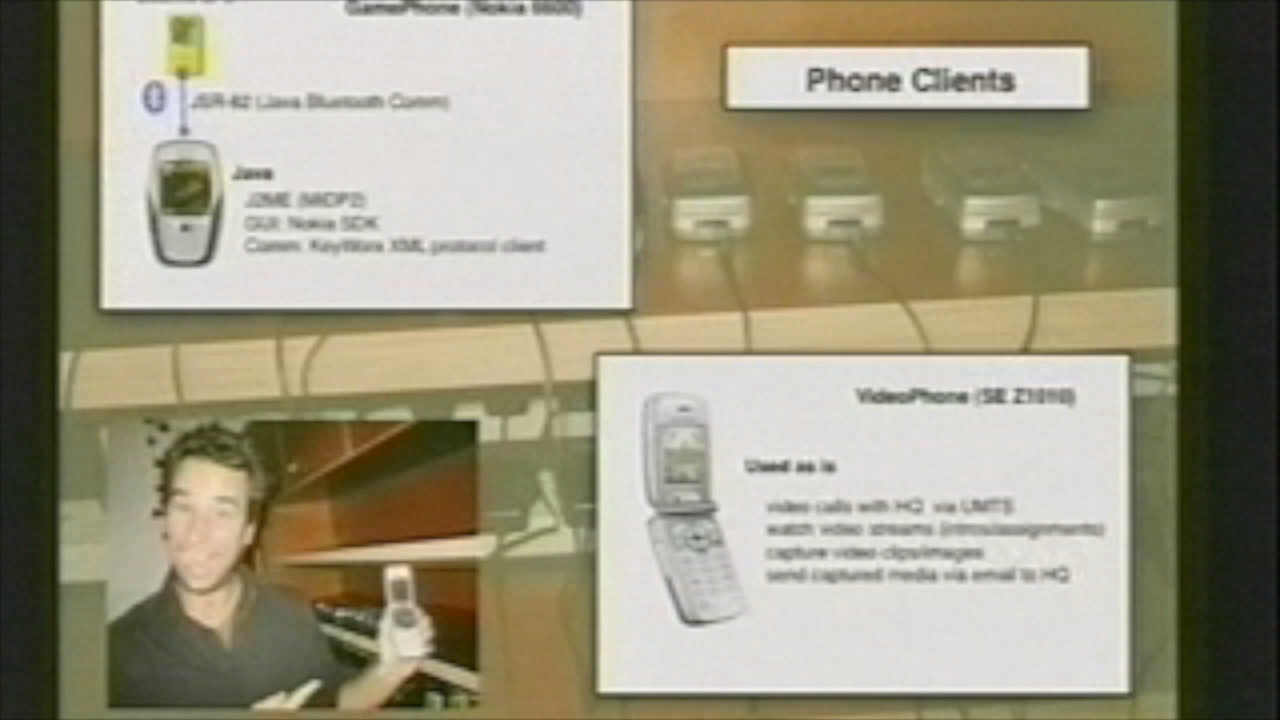 GamePhone (Nokia 6600)
Phone Clients
JSR-82 (Java Bluetooth Comm)
Java
J2ME (MIDP2)
GUI: Nokia SDK
Comm: KeyWorx XML protocol client
VideoPhone (SE Z1010)
Used as is
video calls with HQ via UMTS
watch video streams (intros/assignments)
capture video clips/images
send captured media via email to HQ